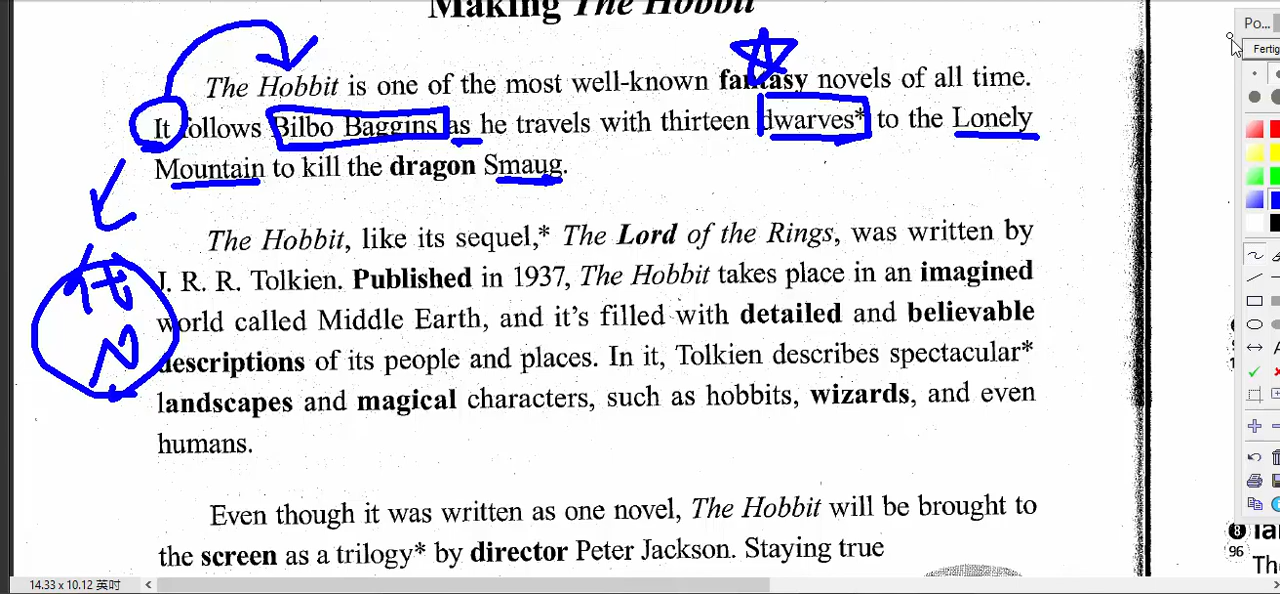 Making The Hobbit
The Hobbit is one of the most well-known fantasy novels of all time.
It follows Bilbo Baggins as he travels with thirteen dwarves* to the Lonely
Mountain to kill the dragon Smaug.
The Hobbit, like its sequel,* The Lord of the Rings, was written by
J. R. R. Tolkien. Published in 1937, The Hobbit takes place in an imagined
world called Middle Earth, and it's filled with detailed and believable
descriptions of its people and places. In it, Tolkien describes spectacular*
landscapes and magical characters, such as hobbits, wizards, and even
humans.
Even though it was written as one novel, The Hobbit will be brought to
the screen as a trilogy* by director Peter Jackson. Staying true
代
N
Po...
Fertig
8
96
The
14.33 x 10.12 英吋